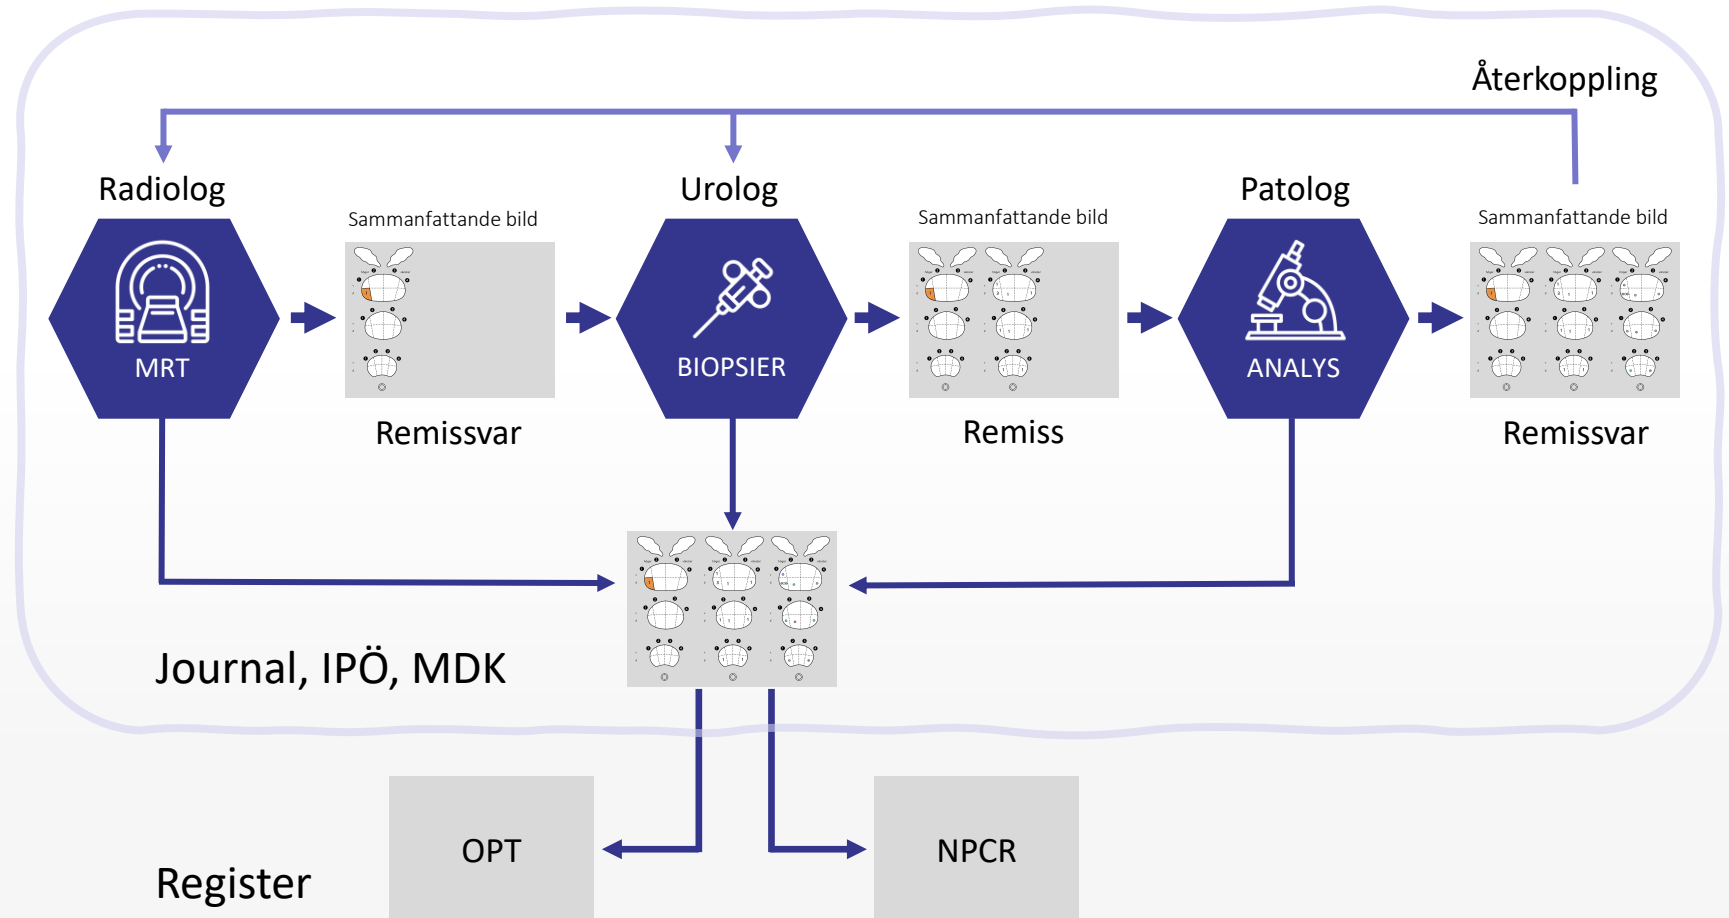 Återkoppling
Radiolog
Urolog
Patolog
Sammanfattande bild
Sammanfattande bild
Sammanfattande bild
MRT
BIOPSIER
ANALYS
Remissvar
Remiss
Remissvar
Journal, IPÖ, MDK
OPT
NPCR
Register